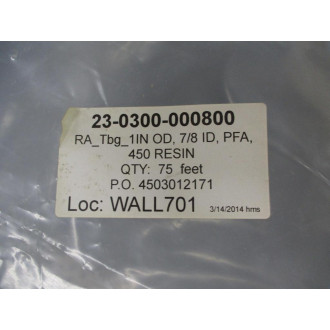 23-0300-000800
RA_Tbg_1IN OD, 7/8 ID, PFA,
450 RESIN
QTY: 75 feet
P.O. 4503012171
Loc: WALL701 3/14/2014 hms